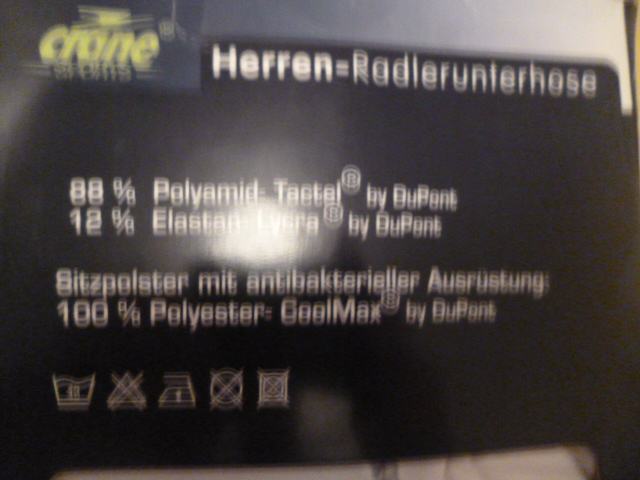 crane®
SPORTS
Herren-Radlerunterhose
88 % Polyamid- Tactel® by DuPont
12 % Elastan- Lycra® by DuPont
Sitzpolster mit antibakterieller Ausrüstung:
100 % Polyester- CoolMax® by DuPont